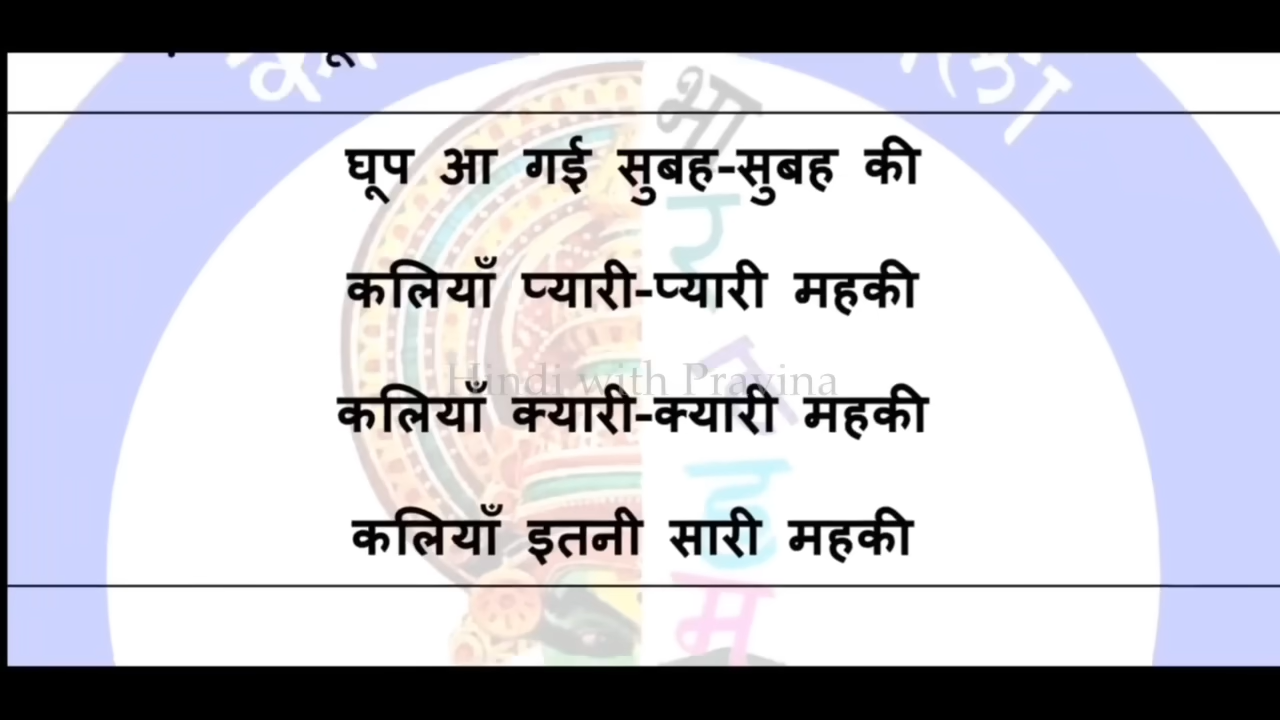 घूप आ गई सुबह-सुबह की
कलियाँ प्यारी-प्यारी महकी
Hindi with Pravina
कलियाँ क्यारी-क्यारी महकी
कलियाँ इतनी सारी महकी